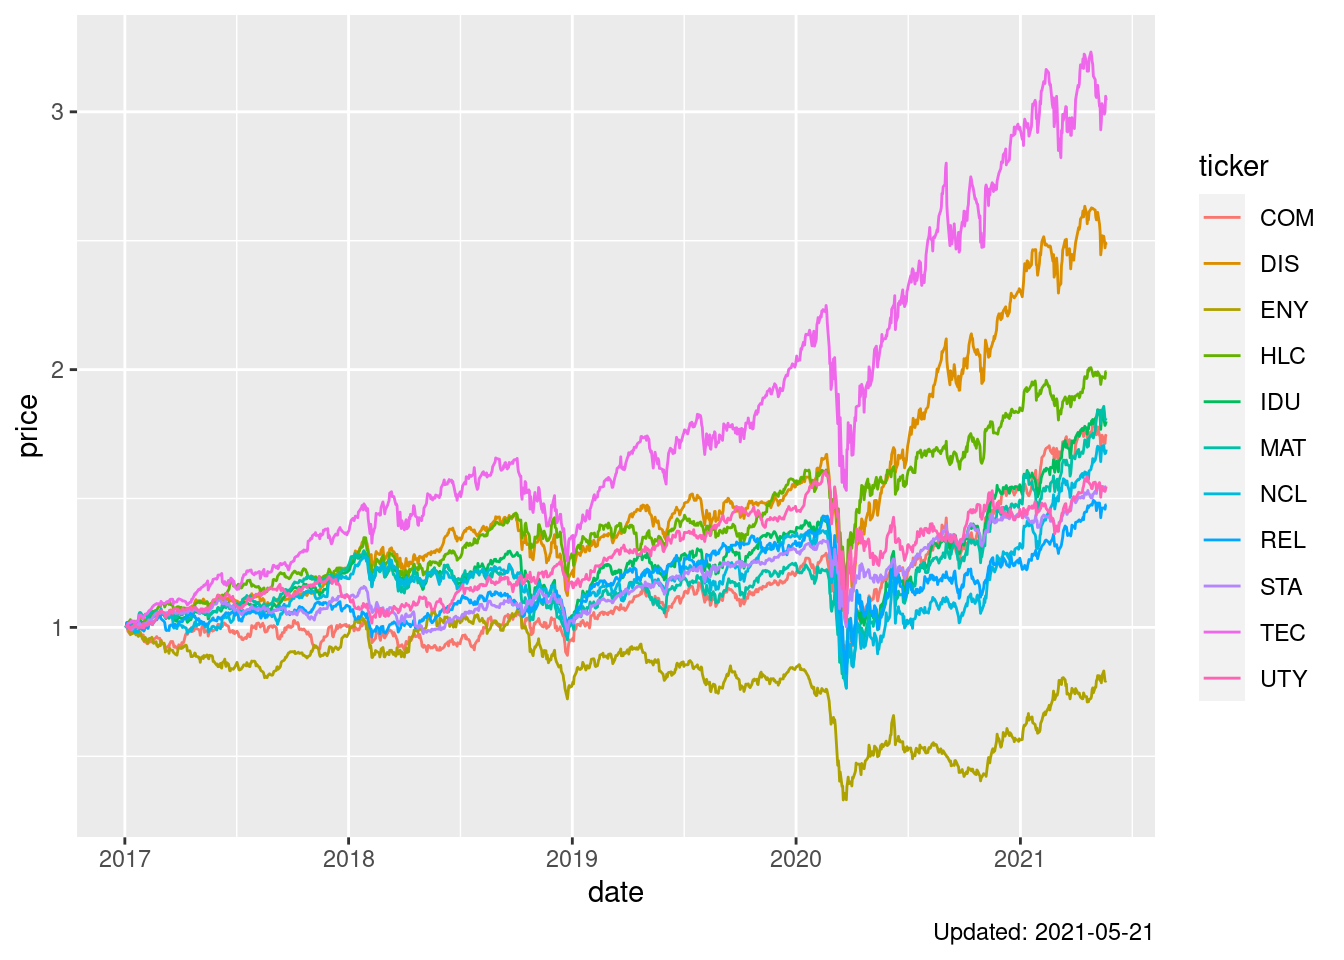 3
2
1
price
2017
2018
2019
2020
2021
date
ticker
COM
DIS
ENY
HLC
IDU
MAT
NCL
REL
STA
TEC
UTY
Updated: 2021-05-21